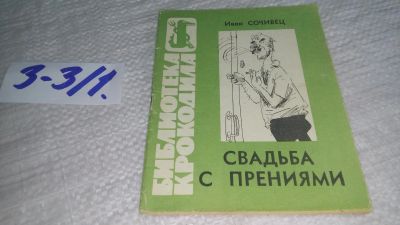 3-3/1.
БИБЛИОТЕКА
КРОКОДИЛА
Иван СОЧИВЕЦ
СВАДЬБА
С ПРЕНИЯМИ